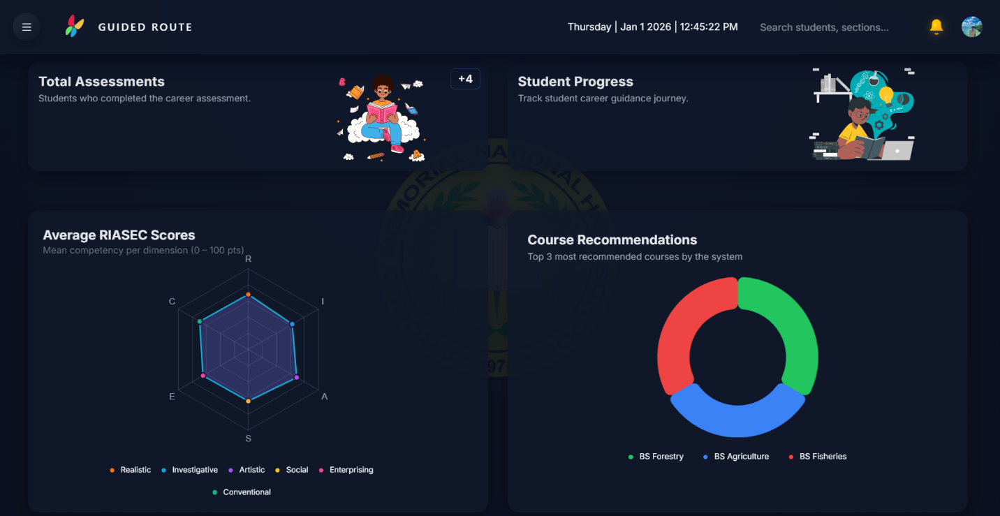 GUIDED ROUTE
Thursday | Jan 1 2026 | 12:45:22 PM
Search students, sections...
Total Assessments
Students who completed the career assessment.
+4
Student Progress
Track student career guidance journey.
MEMORIAL NATIONAL
Average RIASEC Scores
Mean competency per dimension (0 – 100 pts)
R
I
A
S
E
C
Realistic
Investigative
Artistic
Social
Enterprising
Conventional
Course Recommendations
Top 3 most recommended courses by the system
BS Forestry
BS Agriculture
BS Fisheries